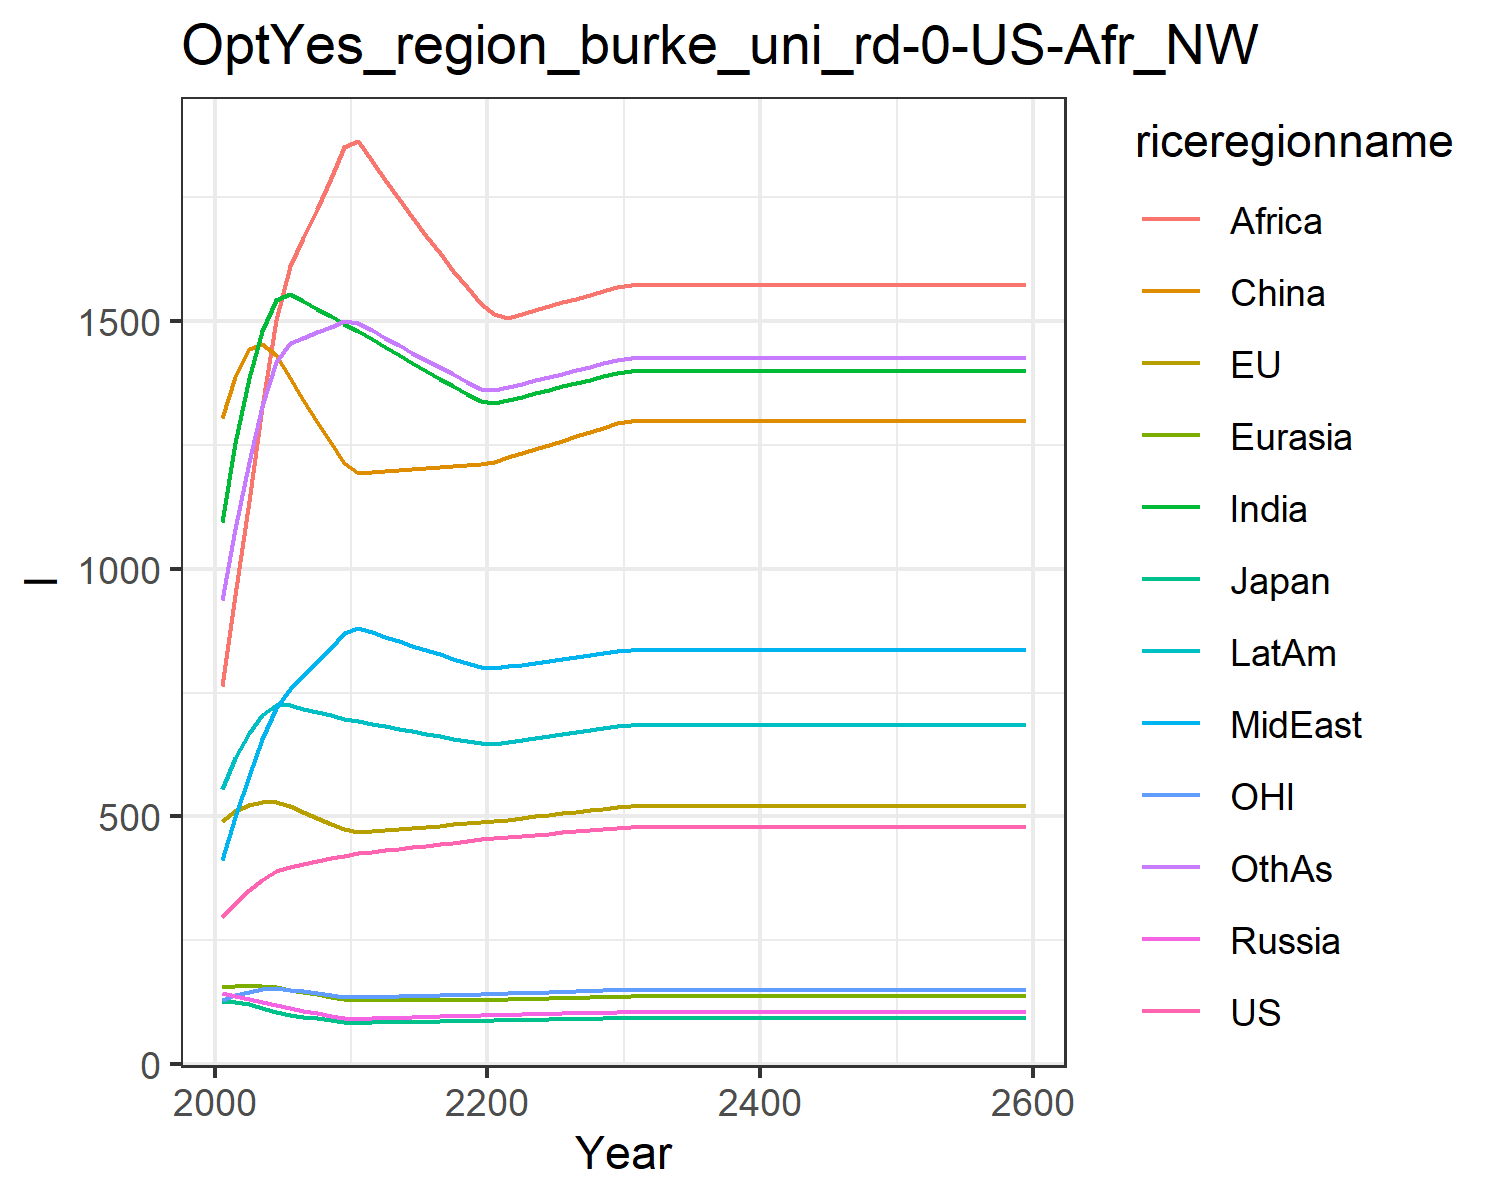 OptYes_region_burke_uni_rd-0-US-Afr_NW
riceregionname
Africa
China
EU
Eurasia
India
Japan
LatAm
MidEast
OHI
OthAs
Russia
US
1500
1000
500
0
l
2000 2200 2400 2600
Year